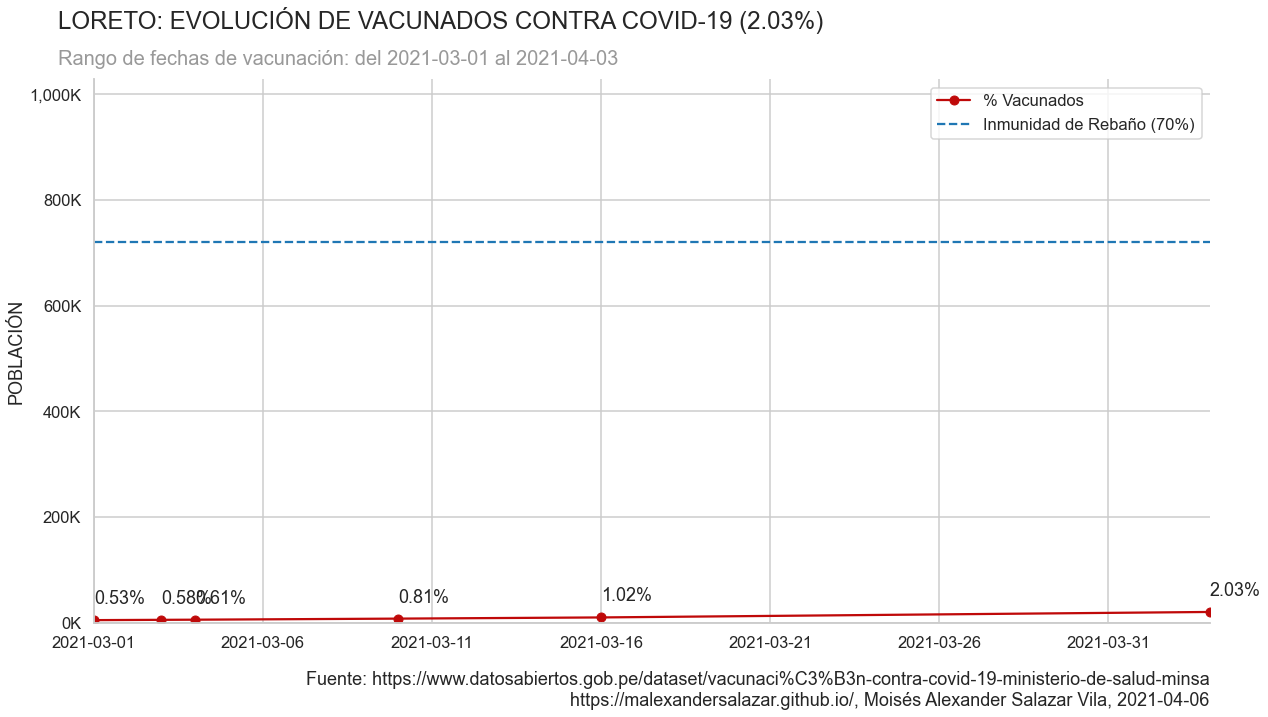 LORETO: EVOLUCIÓN DE VACUNADOS CONTRA COVID-19 (2.03%)
Rango de fechas de vacunación: del 2021-03-01 al 2021-04-03
1,000K
% Vacunados
Inmunidad de Rebaño (70%)
800K
600K
400K
200K
0K
POBLACIÓN
0.53%
0.58%
0.61%
0.81%
1.02%
2.03%
2021-03-01
2021-03-06
2021-03-11
2021-03-16
2021-03-21
2021-03-26
2021-03-31
Fuente: https://www.datosabiertos.gob.pe/dataset/vacunaci%C3%B3n-contra-covid-19-ministerio-de-salud-minsa
https://malexandersalazar.github.io/, Moisés Alexander Salazar Vila, 2021-04-06